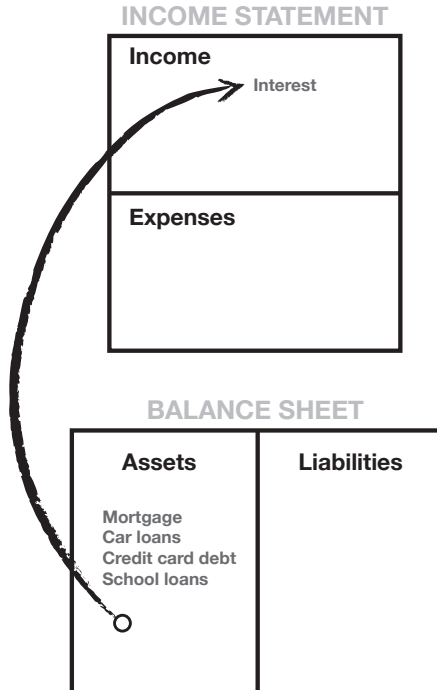 INCOME STATEMENT
Income
Interest
Expenses
BALANCE SHEET
Assets
Liabilities
Mortgage
Car loans
Credit card debt
School loans